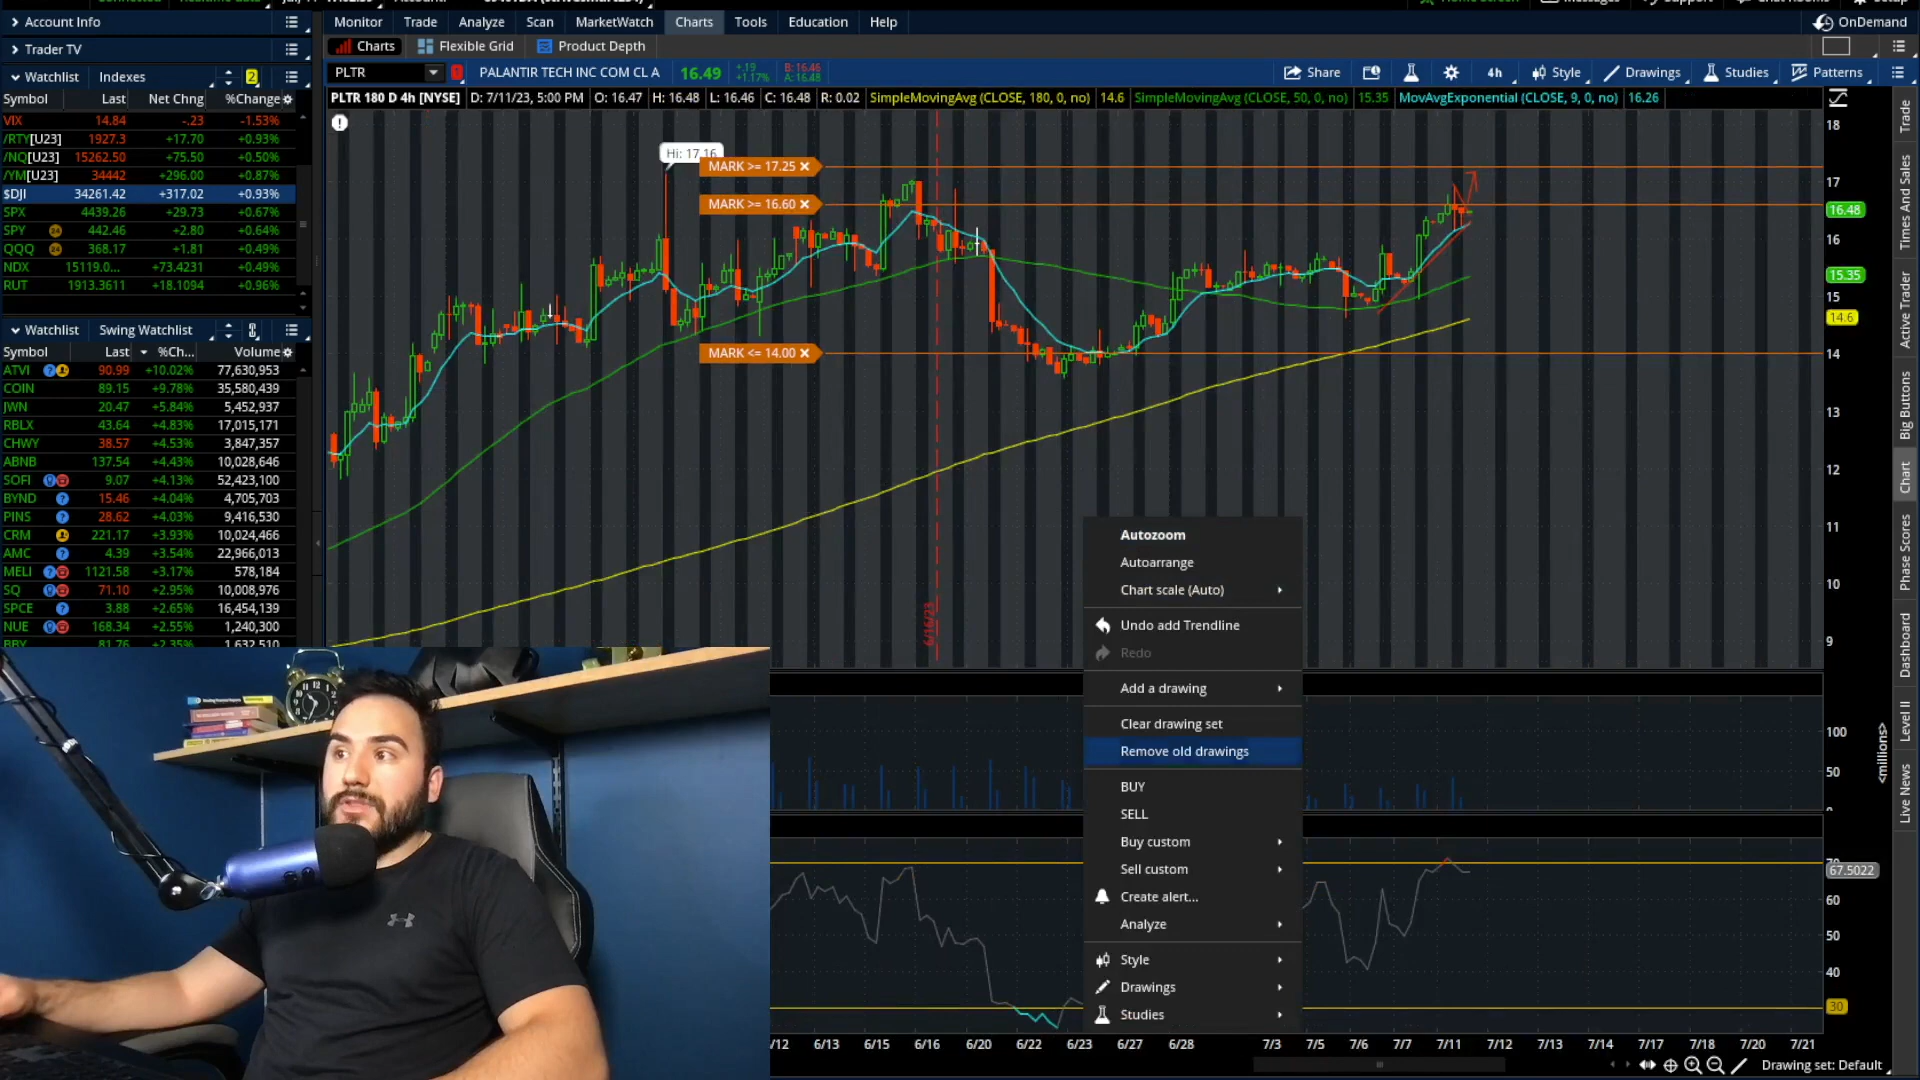 Account Info
Trader TV
Watchlist Indexes 2
Symbol Last Net Chng %Change
VIX 14.84 -.23 -1.53%
/RTY[U23] 1927.3 +17.70 +0.93%
/NQ[U23] 15262.50 +75.50 +0.50%
/YM[U23] 34442 +296.00 +0.87%
$DJI 34261.42 +317.02 +0.93%
SPX 4439.26 +29.73 +0.67%
SPY 442.46 +2.80 +0.64%
QQQ 368.17 +1.81 +0.49%
NDX 15119.0... +73.4231 +0.49%
RUT 1913.3611 +18.1094 +0.96%
Watchlist Swing Watchlist
Symbol Last %Ch... Volume
ATVI 90.99 +10.02% 77,630,953
COIN 89.15 +9.78% 35,580,439
JWN 20.47 +5.84% 5,452,937
RBLX 43.64 +4.83% 17,015,171
CHWY 38.57 +4.53% 3,847,357
ABNB 137.54 +4.43% 10,028,646
SOFI 9.07 +4.13% 52,423,100
BYND 15.46 +4.04% 4,705,703
PINS 28.62 +4.03% 9,416,530
CRM 221.17 +3.93% 10,024,466
AMC 4.39 +3.54% 22,966,013
MELI 1121.58 +3.17% 578,184
SQ 71.10 +2.95% 10,008,976
SPCE 3.88 +2.65% 16,454,139
NUE 168.34 +2.55% 1,240,300
Monitor Trade Analyze Scan MarketWatch Charts Tools Education Help
OnDemand
Charts Flexible Grid Product Depth
PLTR PALANTIR TECH INC COM CL A 16.49 +.19 +1.17% B: 16.46 A: 16.48
Share 4h Style Drawings Studies Patterns
PLTR 180 D 4h [NYSE] D: 7/11/23, 5:00 PM O: 16.47 H: 16.48 L: 16.46 C: 16.48 R: 0.02 SimpleMovingAvg (CLOSE, 180, 0, no) 14.6 SimpleMovingAvg (CLOSE, 50, 0, no) 15.35 MovAvgExponential (CLOSE, 9, 0, no) 16.26
Hi: 17.16
MARK >= 17.25
MARK >= 16.60
MARK <= 14.00
6/16/23
18
17
16.48
16
15.35
15
14.6
14
13
12
11
10
9
Autozoom
Autoarrange
Chart scale (Auto)
Undo add Trendline
Redo
Add a drawing
Clear drawing set
Remove old drawings
BUY
SELL
Buy custom
Sell custom
Create alert...
Analyze
Style
Drawings
Studies
100
50
<millions>
67.5022
60
50
40
30
/12 6/13 6/15 6/16 6/20 6/22 6/23 6/27 6/28 7/3 7/5 7/6 7/7 7/11 7/12 7/13 7/14 7/17 7/18 7/20 7/21
Drawing set: Default
Trade
Times And Sales
Active Trader
Big Buttons
Chart
Phase Scores
Dashboard
Level II
Live News